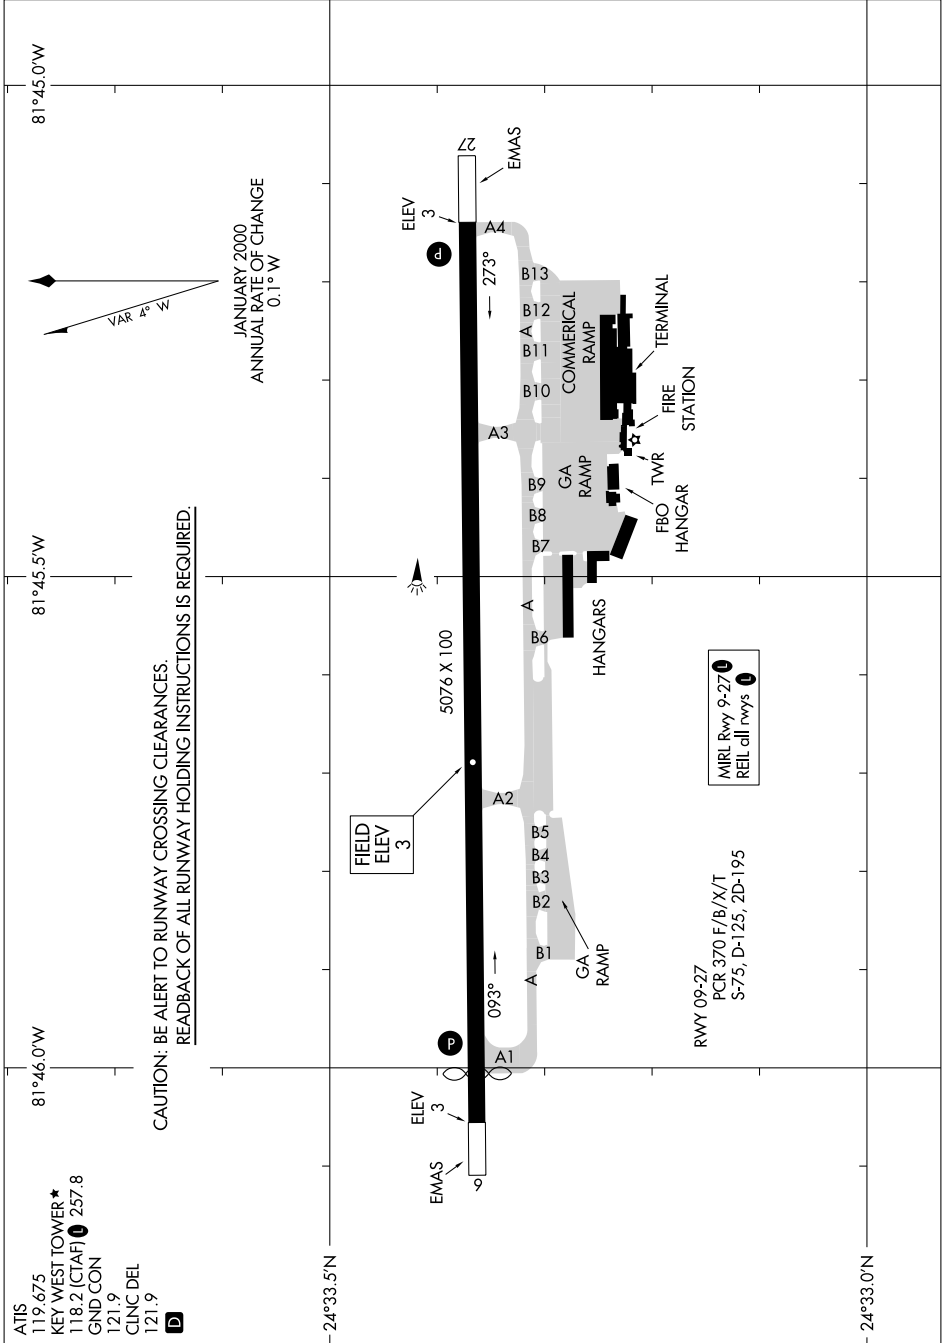 ATIS
119.675
KEY WEST TOWER★
118.2 (CTAF) L 257.8
GND CON
121.9
CLNC DEL
121.9
D
CAUTION: BE ALERT TO RUNWAY CROSSING CLEARANCES.
READBACK OF ALL RUNWAY HOLDING INSTRUCTIONS IS REQUIRED.
VAR 4° W
JANUARY 2000
ANNUAL RATE OF CHANGE
0.1° W
81°46.0'W
81°45.5'W
81°45.0'W
24°33.5'N
24°33.0'N
FIELD
ELEV
3
EMAS
ELEV
3
P
9
093°
5076 X 100
ELEV
3
P
27
EMAS
273°
A1
A
B1
B2
B3
B4
B5
A2
B6
A
B7
B8
B9
A3
B10
B11
A
B12
B13
A4
GA
RAMP
HANGARS
GA
RAMP
COMMERICAL
RAMP
FBO
HANGAR
TWR
FIRE
STATION
TERMINAL
RWY 09-27
PCR 370 F/B/X/T
S-75, D-125, 2D-195
MIRL Rwy 9-27 L
REIL all rwys L